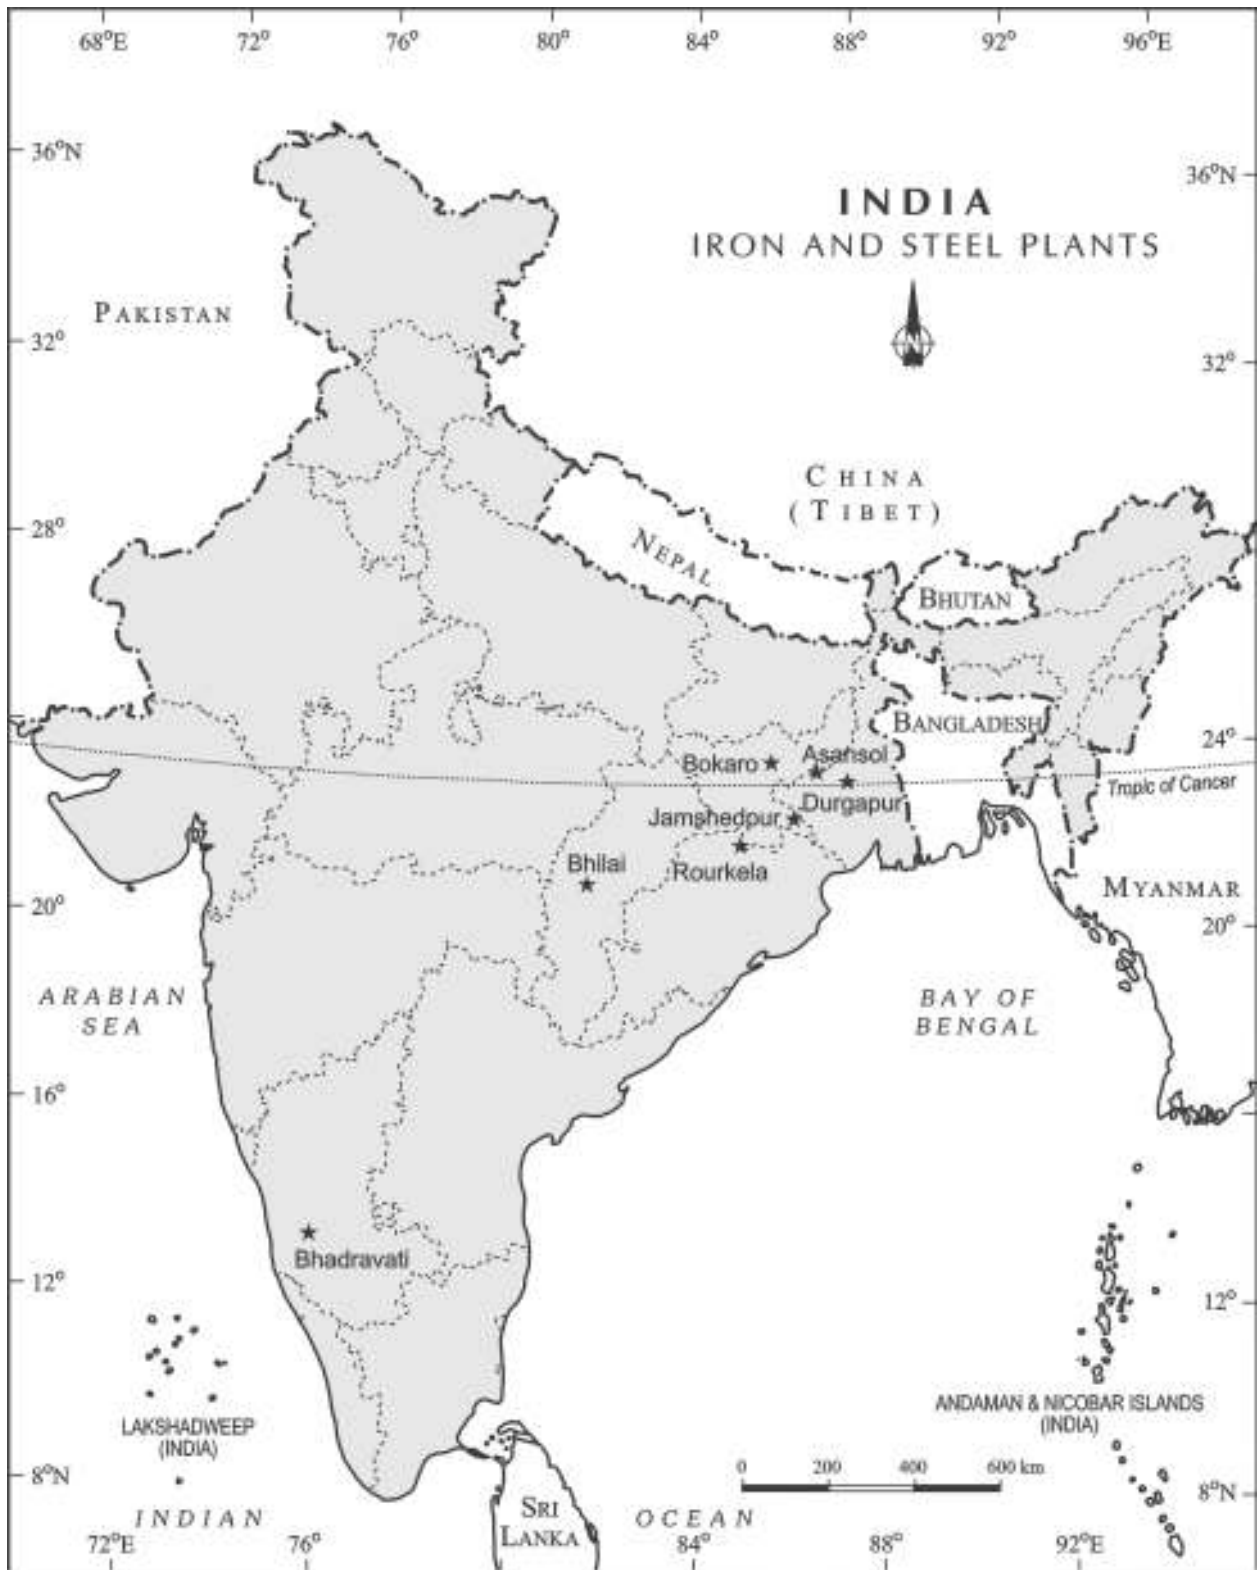 68°E 72° 76° 80° 84° 88° 92° 96°E
36°N
36°N
INDIA
IRON AND STEEL PLANTS
PAKISTAN
N
32°
32°
CHINA
(TIBET)
28°
28°
NEPAL
BHUTAN
BANGLADESH
24°
Asansol
Bokaro
Tropic of Cancer
Durgapur
Jamshedpur
Bhilai
Rourkela
MYANMAR
20°
20°
ARABIAN
SEA
BAY OF
BENGAL
16°
Bhadravati
12°
12°
ANDAMAN & NICOBAR ISLANDS
(INDIA)
LAKSHADWEEP
(INDIA)
0 200 400 600 km
8°N
8°N
INDIAN
OCEAN
SRI
LANKA
72°E 76° 84° 88° 92°E